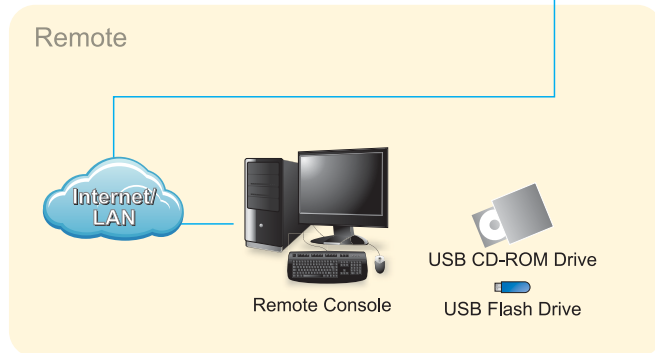 Remote
Internet/
LAN
Remote Console
USB CD-ROM Drive
USB Flash Drive